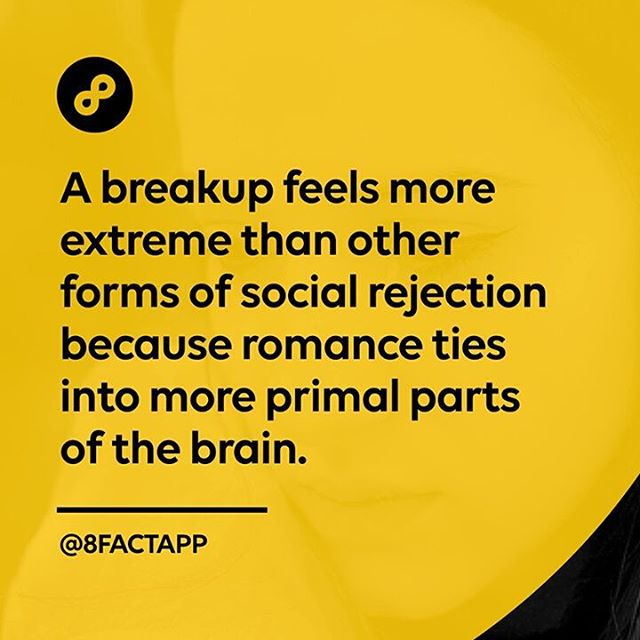 A breakup feels more
extreme than other
forms of social rejection
because romance ties
into more primal parts
of the brain.
@8FACTAPP